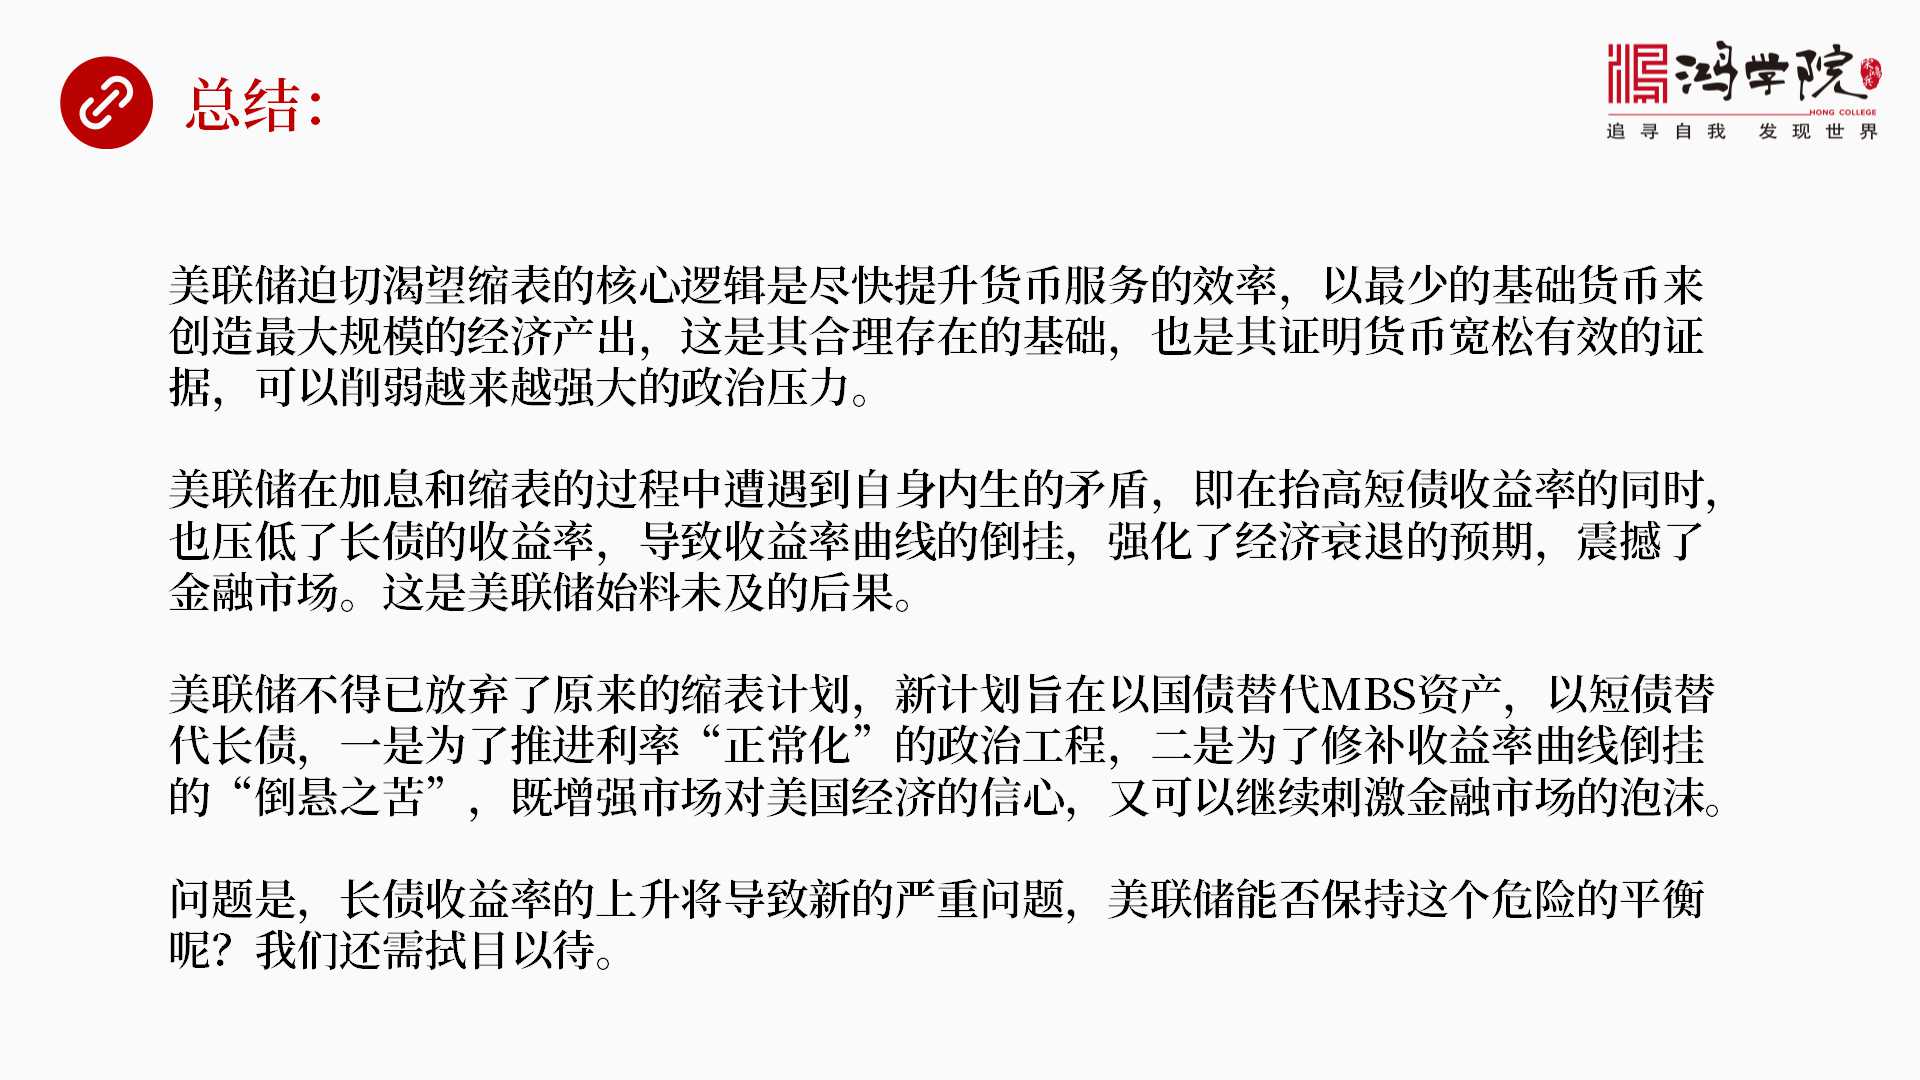 总结：
鸿学院
HONG COLLEGE
追寻自我 发现世界
美联储迫切渴望缩表的核心逻辑是尽快提升货币服务的效率，以最少的基础货币来
创造最大规模的经济产出，这是其合理存在的基础，也是其证明货币宽松有效的证
据，可以削弱越来越强大的政治压力。
美联储在加息和缩表的过程中遭遇到自身内生的矛盾，即在抬高短债收益率的同时，
也压低了长债的收益率，导致收益率曲线的倒挂，强化了经济衰退的预期，震撼了
金融市场。这是美联储始料未及的后果。
美联储不得已放弃了原来的缩表计划，新计划旨在以国债替代MBS资产，以短债替
代长债，一是为了推进利率“正常化”的政治工程，二是为了修补收益率曲线倒挂
的“倒悬之苦”，既增强市场对美国经济的信心，又可以继续刺激金融市场的泡沫。
问题是，长债收益率的上升将导致新的严重问题，美联储能否保持这个危险的平衡
呢？我们还需拭目以待。